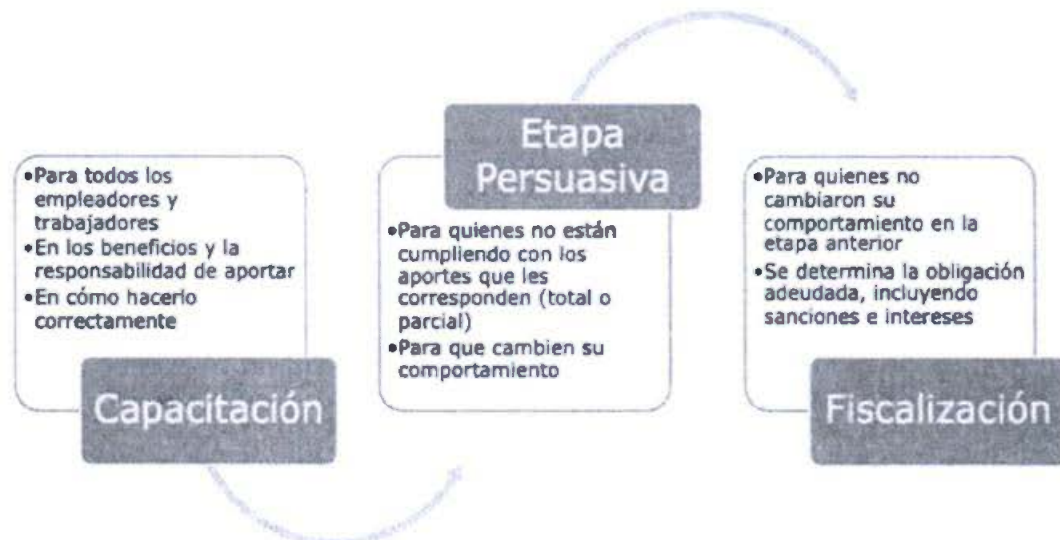 •Para todos los
empleadores y
trabajadores
•En los beneficios y la
responsabilidad de aportar
•En cómo hacerlo
correctamente
Capacitación
Etapa
Persuasiva
•Para quienes no están
cumpliendo con los
aportes que les
corresponden (total o
parcial)
•Para que cambien su
comportamiento
•Para quienes no
cambiaron su
comportamiento en la
etapa anterior
•Se determina la obligación
adeudada, incluyendo
sanciones e intereses
Fiscalización